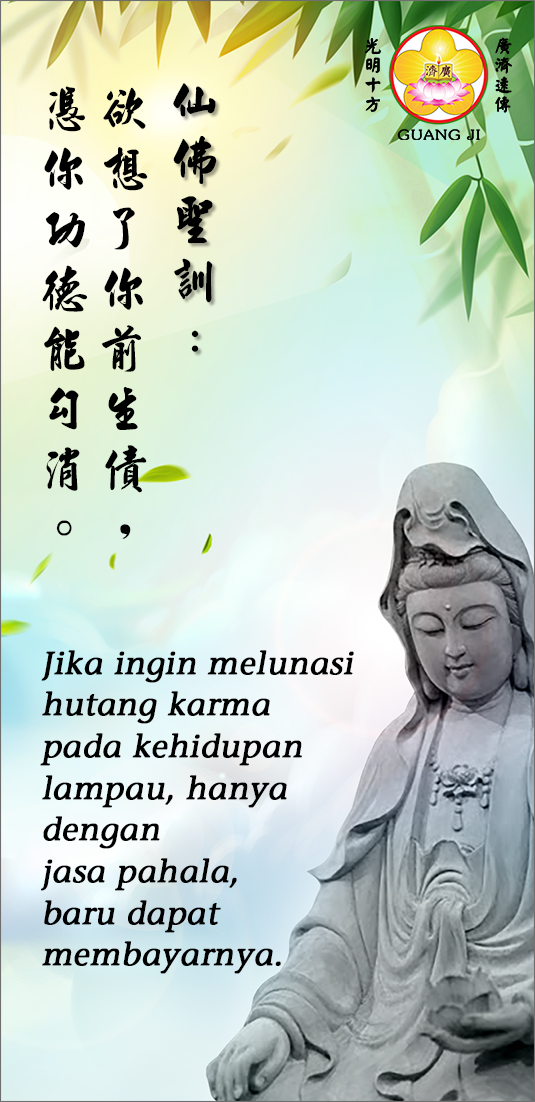 光明十方
廣濟遠傳
廣濟
GUANG JI
仙佛聖訓：
欲想了你前生債，
憑你功德能勾消。
Jika ingin melunasi
hutang karma
pada kehidupan
lampau, hanya
dengan
jasa pahala,
baru dapat
membayarnya.